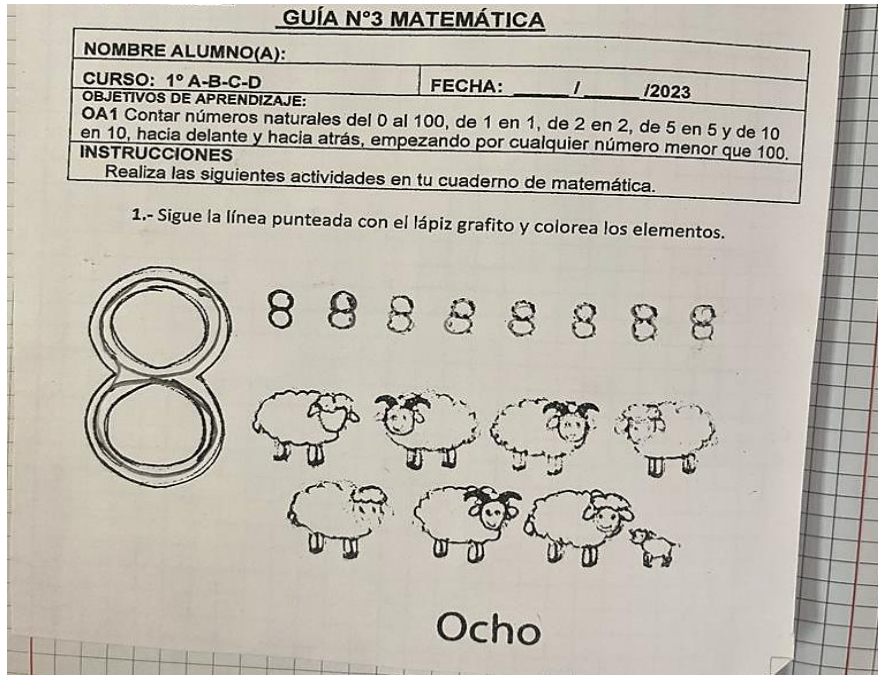 GUÍA N°3 MATEMÁTICA
NOMBRE ALUMNO(A):
CURSO: 1º A-B-C-D
FECHA: ______/______/2023
OBJETIVOS DE APRENDIZAJE:
OA1 Contar números naturales del 0 al 100, de 1 en 1, de 2 en 2, de 5 en 5 y de 10
en 10, hacia delante y hacia atrás, empezando por cualquier número menor que 100.
INSTRUCCIONES
Realiza las siguientes actividades en tu cuaderno de matemática.
1.- Sigue la línea punteada con el lápiz grafito y colorea los elementos.
8
8 8 8 8 8 8 8 8
Ocho